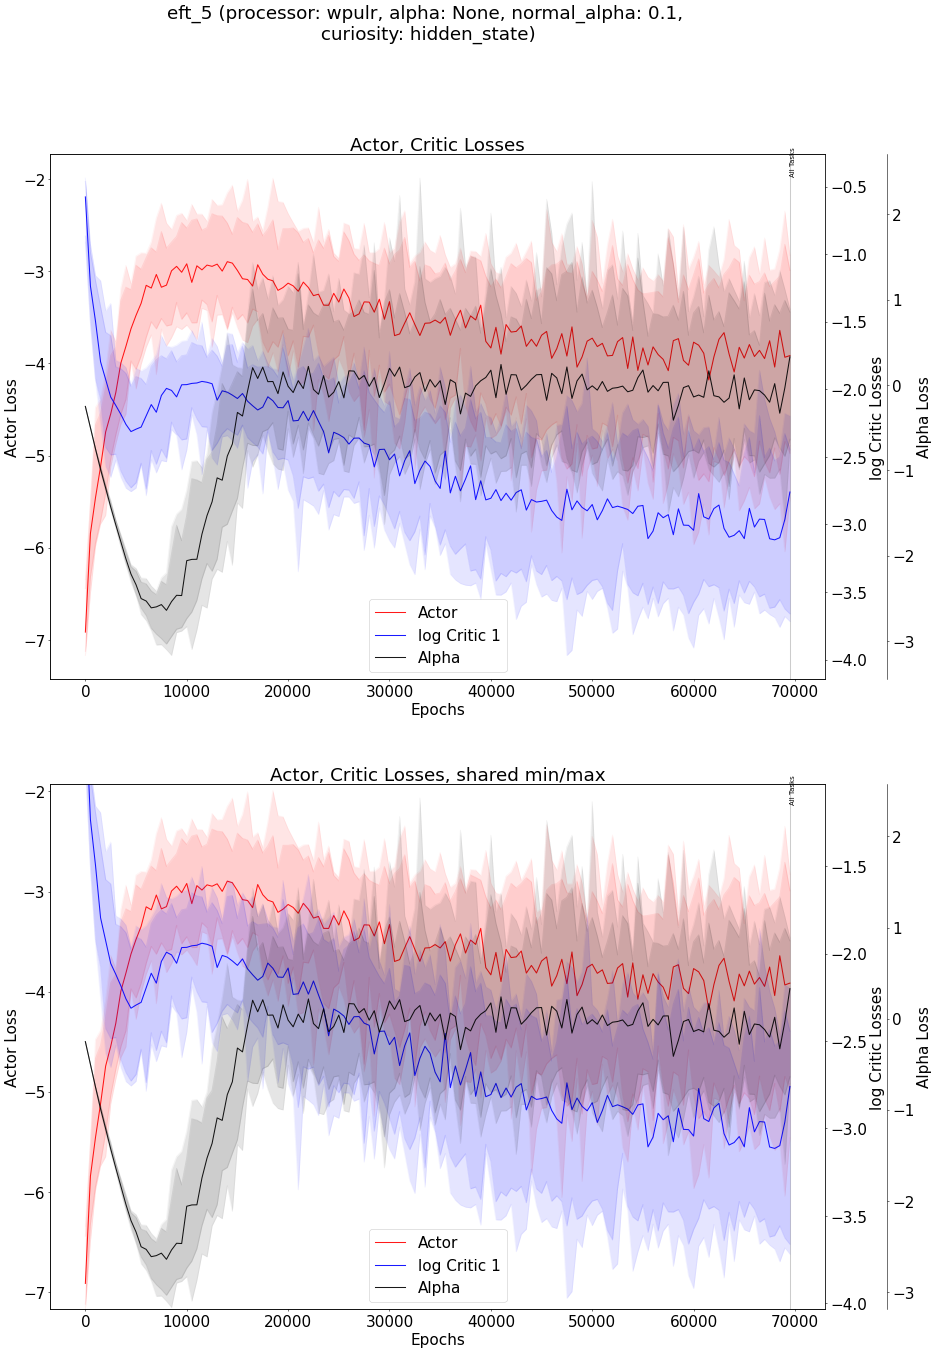 eft_5 (processor: wpulr, alpha: None, normal_alpha: 0.1,
curiosity: hidden_state)
Actor, Critic Losses
All Tasks
−2
−3
−4
−5
−6
−7
Actor Loss
−0.5
−1.0
−1.5
−2.0
−2.5
−3.0
−3.5
−4.0
log Critic Losses
2
1
0
−1
−2
−3
Alpha Loss
Actor
log Critic 1
Alpha
0 10000 20000 30000 40000 50000 60000 70000
Epochs
Actor, Critic Losses, shared min/max
All Tasks
−2
−3
−4
−5
−6
−7
Actor Loss
−1.5
−2.0
−2.5
−3.0
−3.5
−4.0
log Critic Losses
2
1
0
−1
−2
−3
Alpha Loss
Actor
log Critic 1
Alpha
0 10000 20000 30000 40000 50000 60000 70000
Epochs